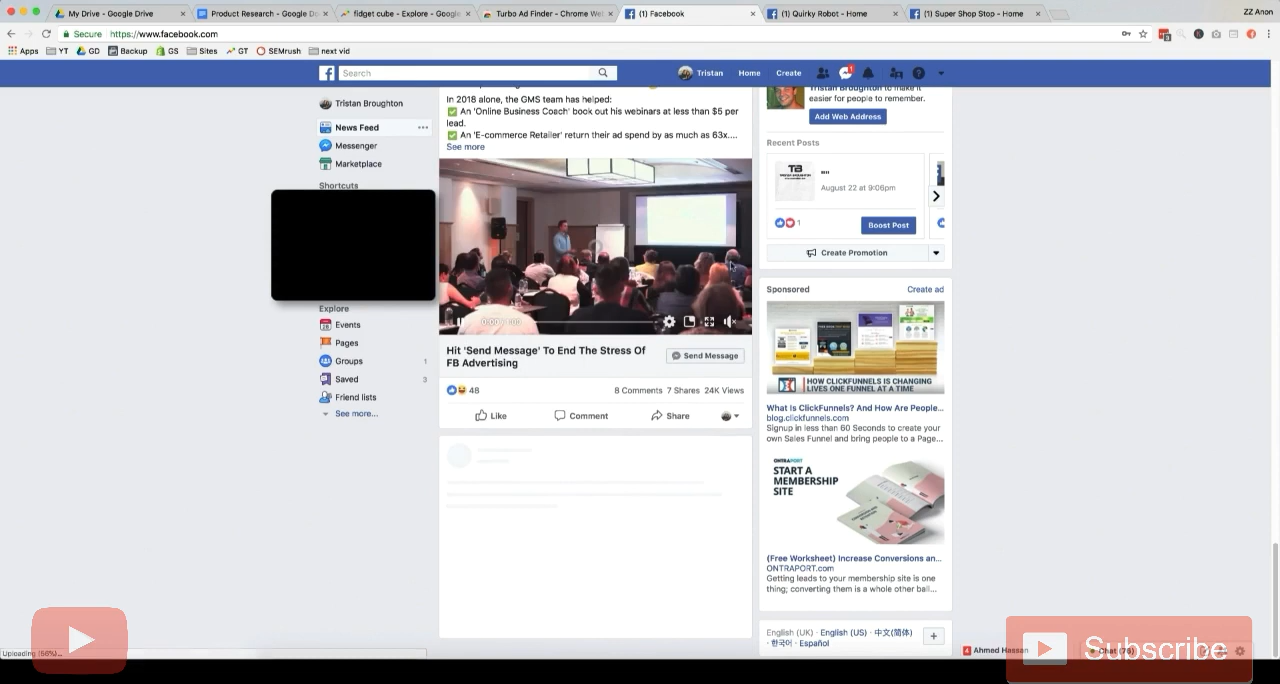 My Drive - Google Drive
Product Research - Google Do
fidget cube - Explore - Google
Turbo Ad Finder - Chrome We
(1) Facebook
(1) Quirky Robot - Home
(1) Super Shop Stop - Home
ZZ Anon
Secure
https://www.facebook.com
Apps
YT
GD
Backup
GS
Sites
GT
SEMrush
next vid
Search
Tristan
Home
Create
1
Tristan Broughton
News Feed
Messenger
Marketplace
Shortcuts
Explore
Events
Pages
Groups 1
Saved 3
Friend lists
See more...
In 2018 alone, the GMS team has helped:
✅ An 'Online Business Coach' book out his webinars at less than $5 per
lead.
✅ An 'E-commerce Retailer' return their ad spend by as much as 63x....
See more
Hit 'Send Message' To End The Stress Of
FB Advertising
Send Message
48
8 Comments 7 Shares 24K Views
Like
Comment
Share
Tristan Broughton to make it
easier for people to remember.
Add Web Address
Recent Posts
TB
""
August 22 at 9:06pm
1
Boost Post
Create Promotion
Sponsored
Create ad
HOW CLICKFUNNELS IS CHANGING
LIVES ONE FUNNEL AT A TIME
What Is ClickFunnels? And How Are People...
blog.clickfunnels.com
Signup in less than 60 Seconds to create your
own Sales Funnel and bring people to a Page...
ONTRAPORT
START A
MEMBERSHIP
SITE
(Free Worksheet) Increase Conversions an...
ONTRAPORT.com
Getting leads to your membership site is one
thing; converting them is a whole other ball...
English (UK) · English (US) · 中文(简体)
· 한국어 · Español
Ahmed Hassan
Subscribe